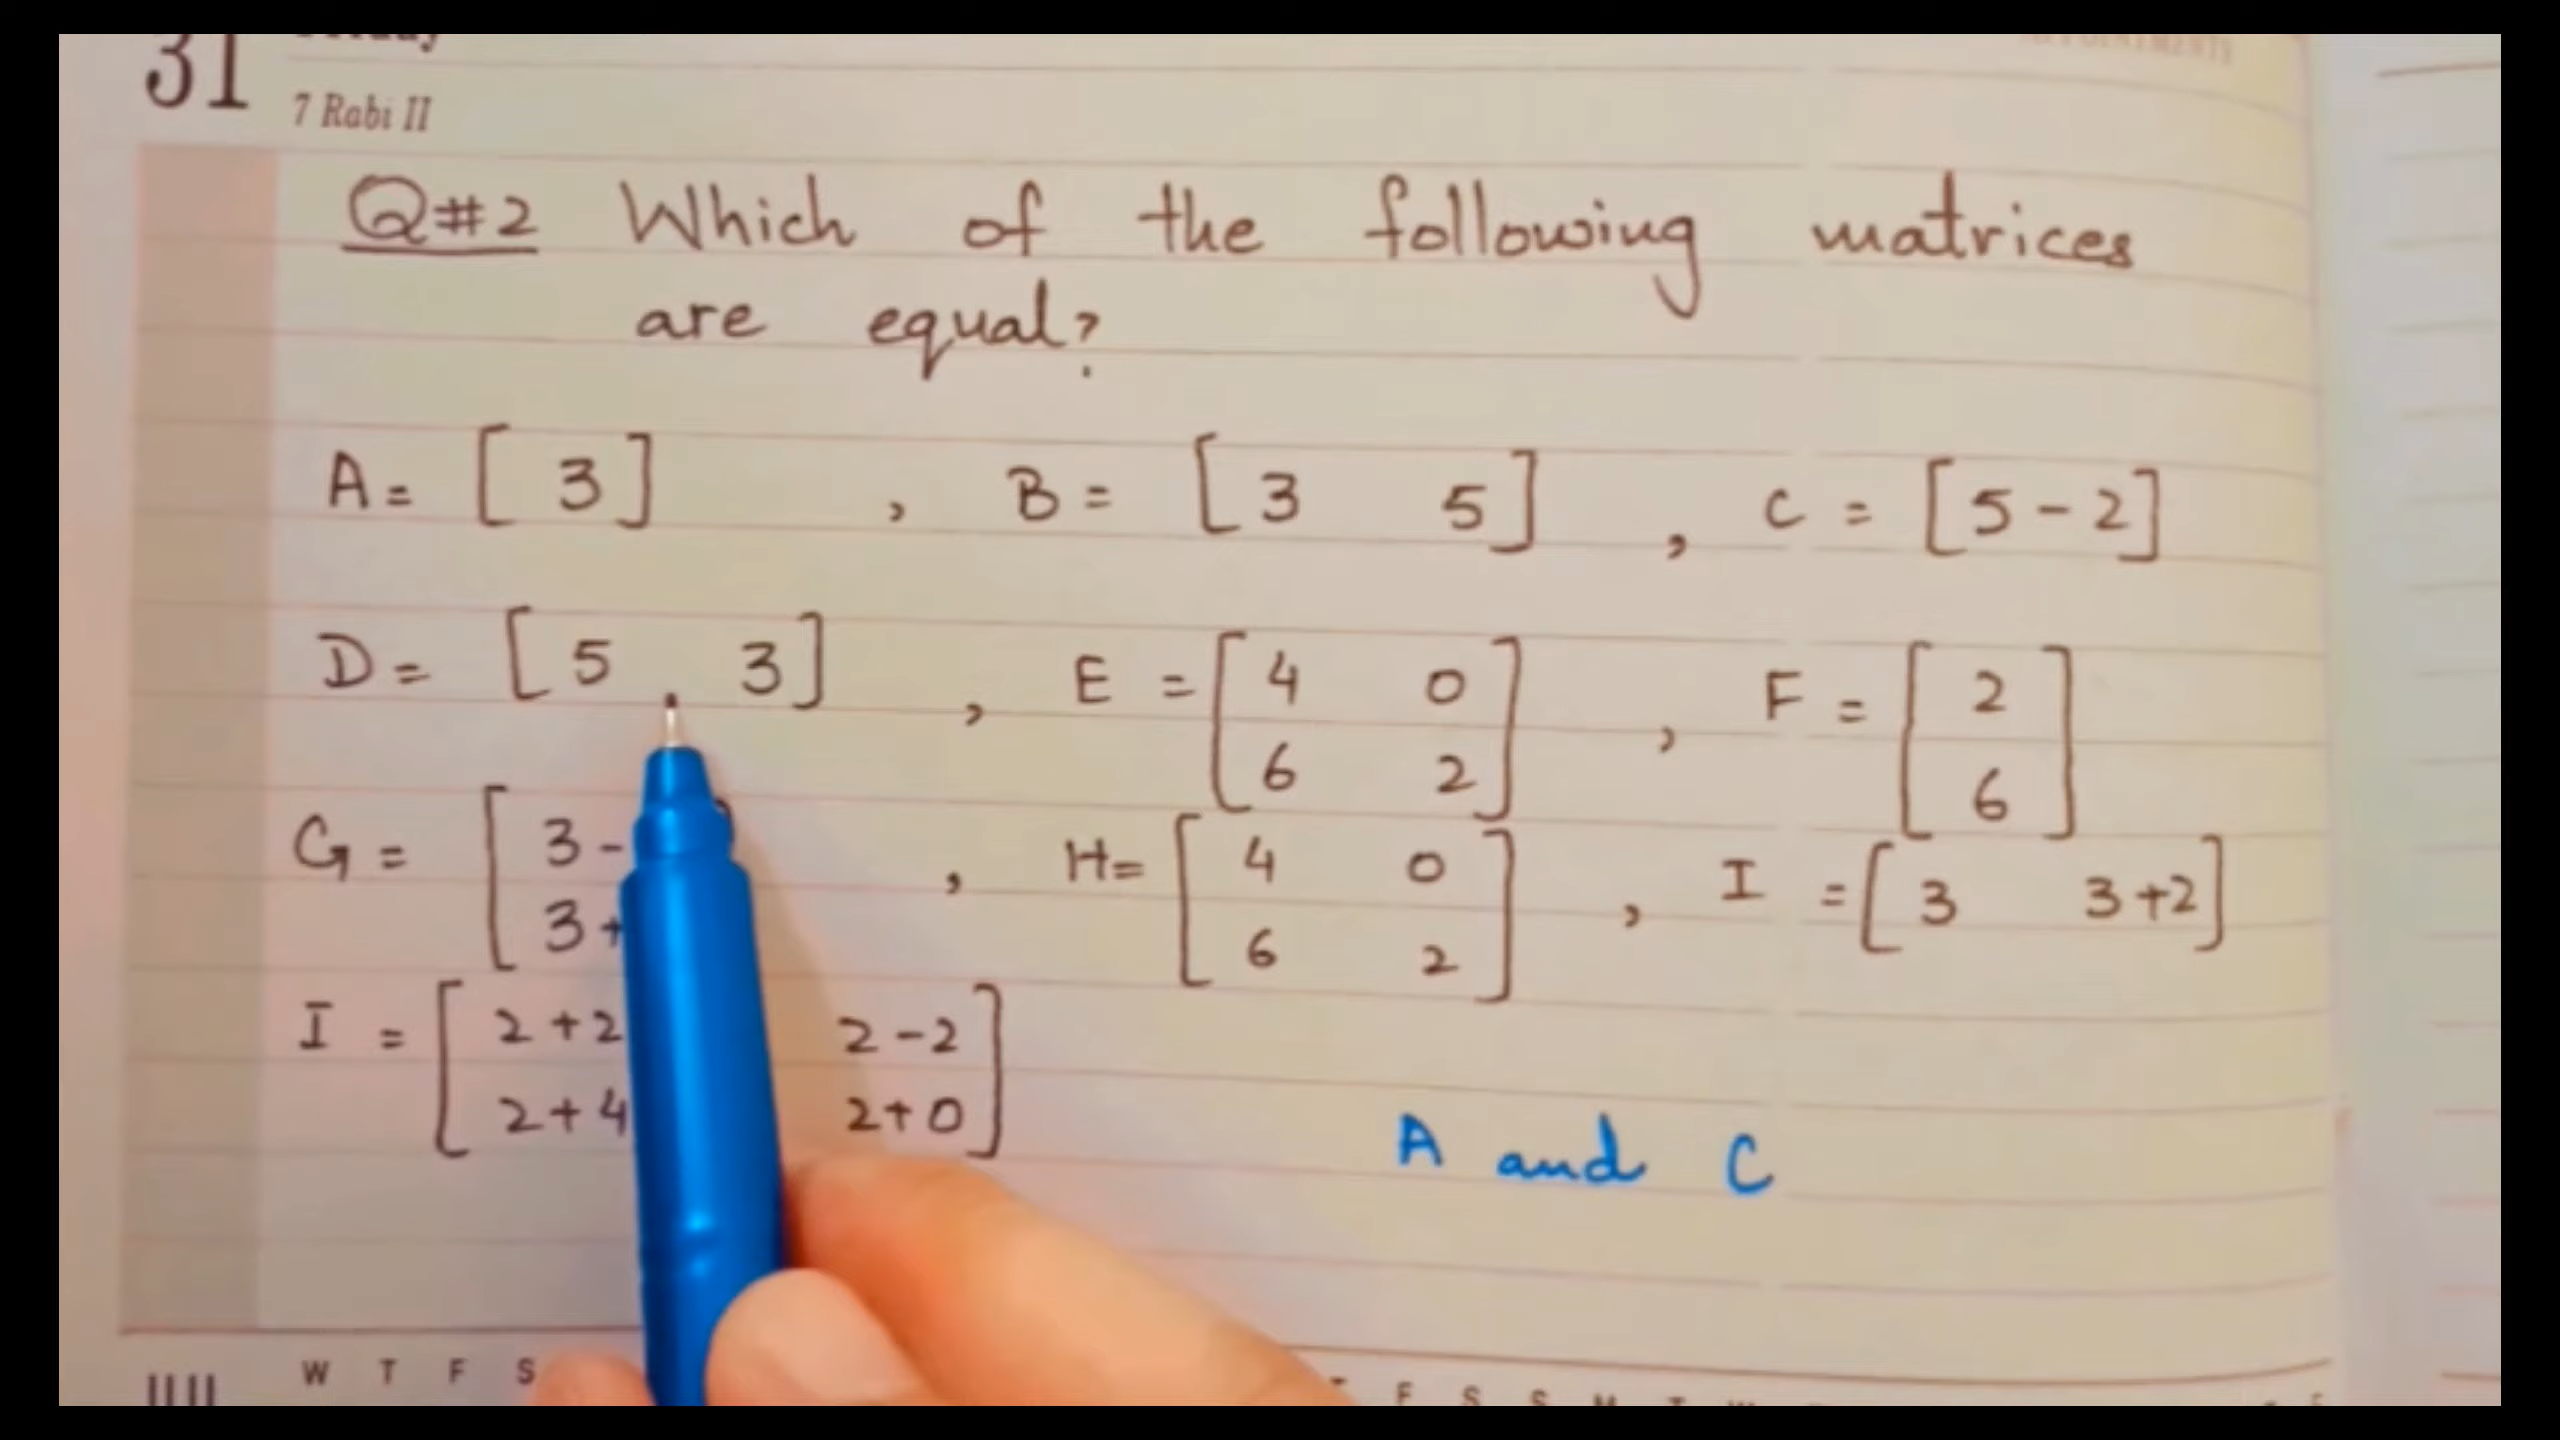 31
7 Rabi II
Q#2 Which of the following matrices
are equal?
A = [ 3 ] , B = [ 3 5 ] , C = [ 5 - 2 ]
D = [ 5 3 ] , E = [ 4 0 , F = [ 2
6 2 ] 6 ]
G = [ 3 - , H = [ 4 0 , I = [ 3 3+2 ]
3 + 6 2 ]
I = [ 2+2 2-2
2+4 2+0 ]
A and C
W T F S F S S M T